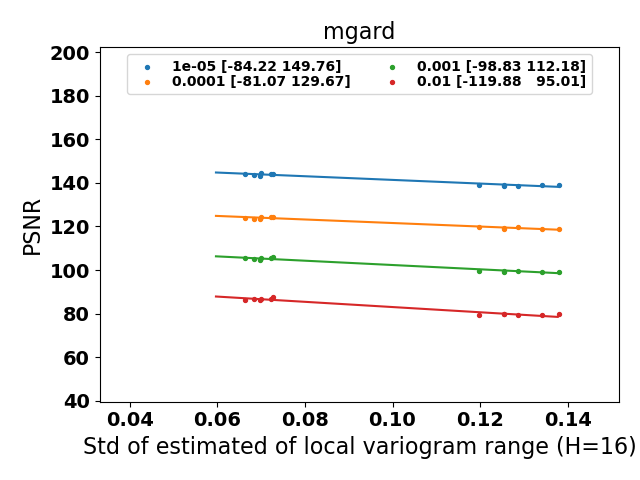 mgard
1e-05 [-84.22 149.76]
0.0001 [-81.07 129.67]
0.001 [-98.83 112.18]
0.01 [-119.88   95.01]
PSNR
200
180
160
140
120
100
80
60
40
0.04 0.06 0.08 0.10 0.12 0.14
Std of estimated of local variogram range (H=16)